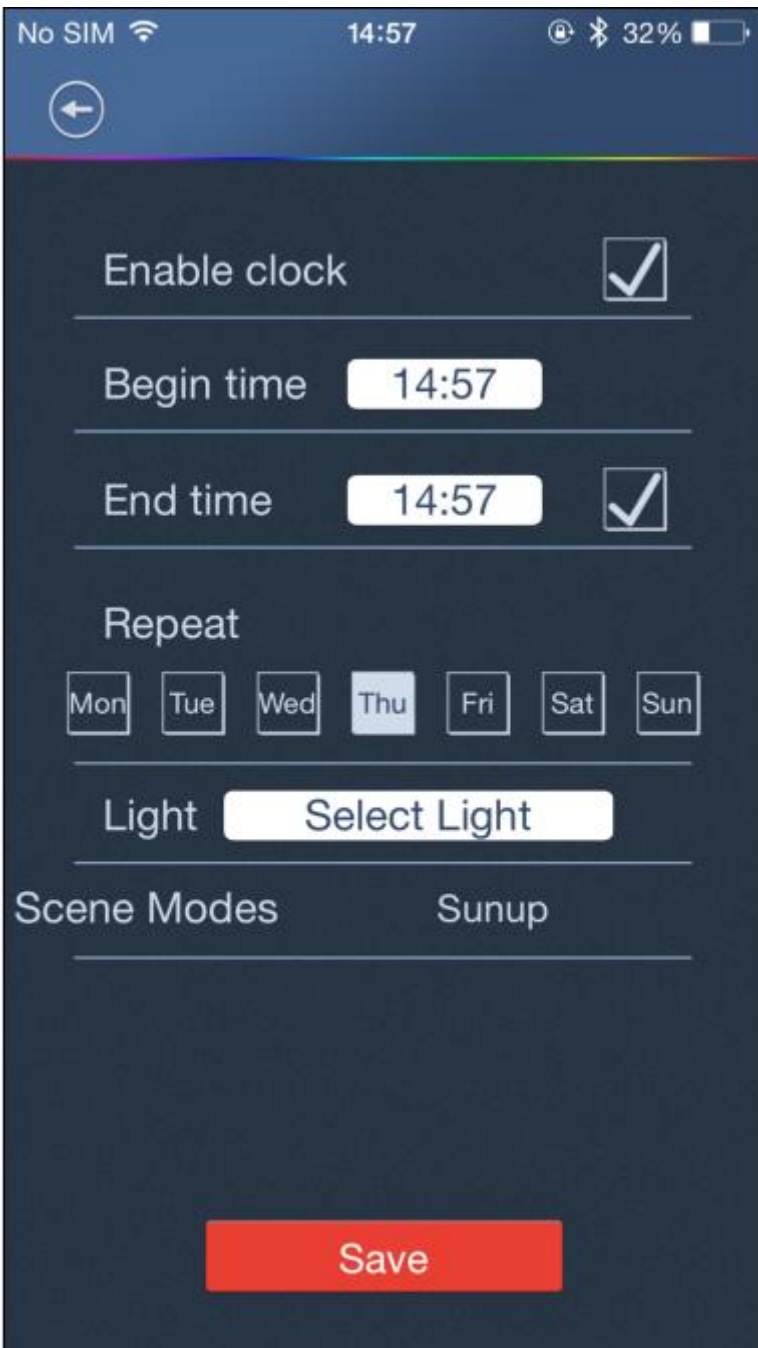 No SIM 14:57 32%
Enable clock
Begin time 14:57
End time 14:57
Repeat
Mon Tue Wed Thu Fri Sat Sun
Light Select Light
Scene Modes Sunup
Save